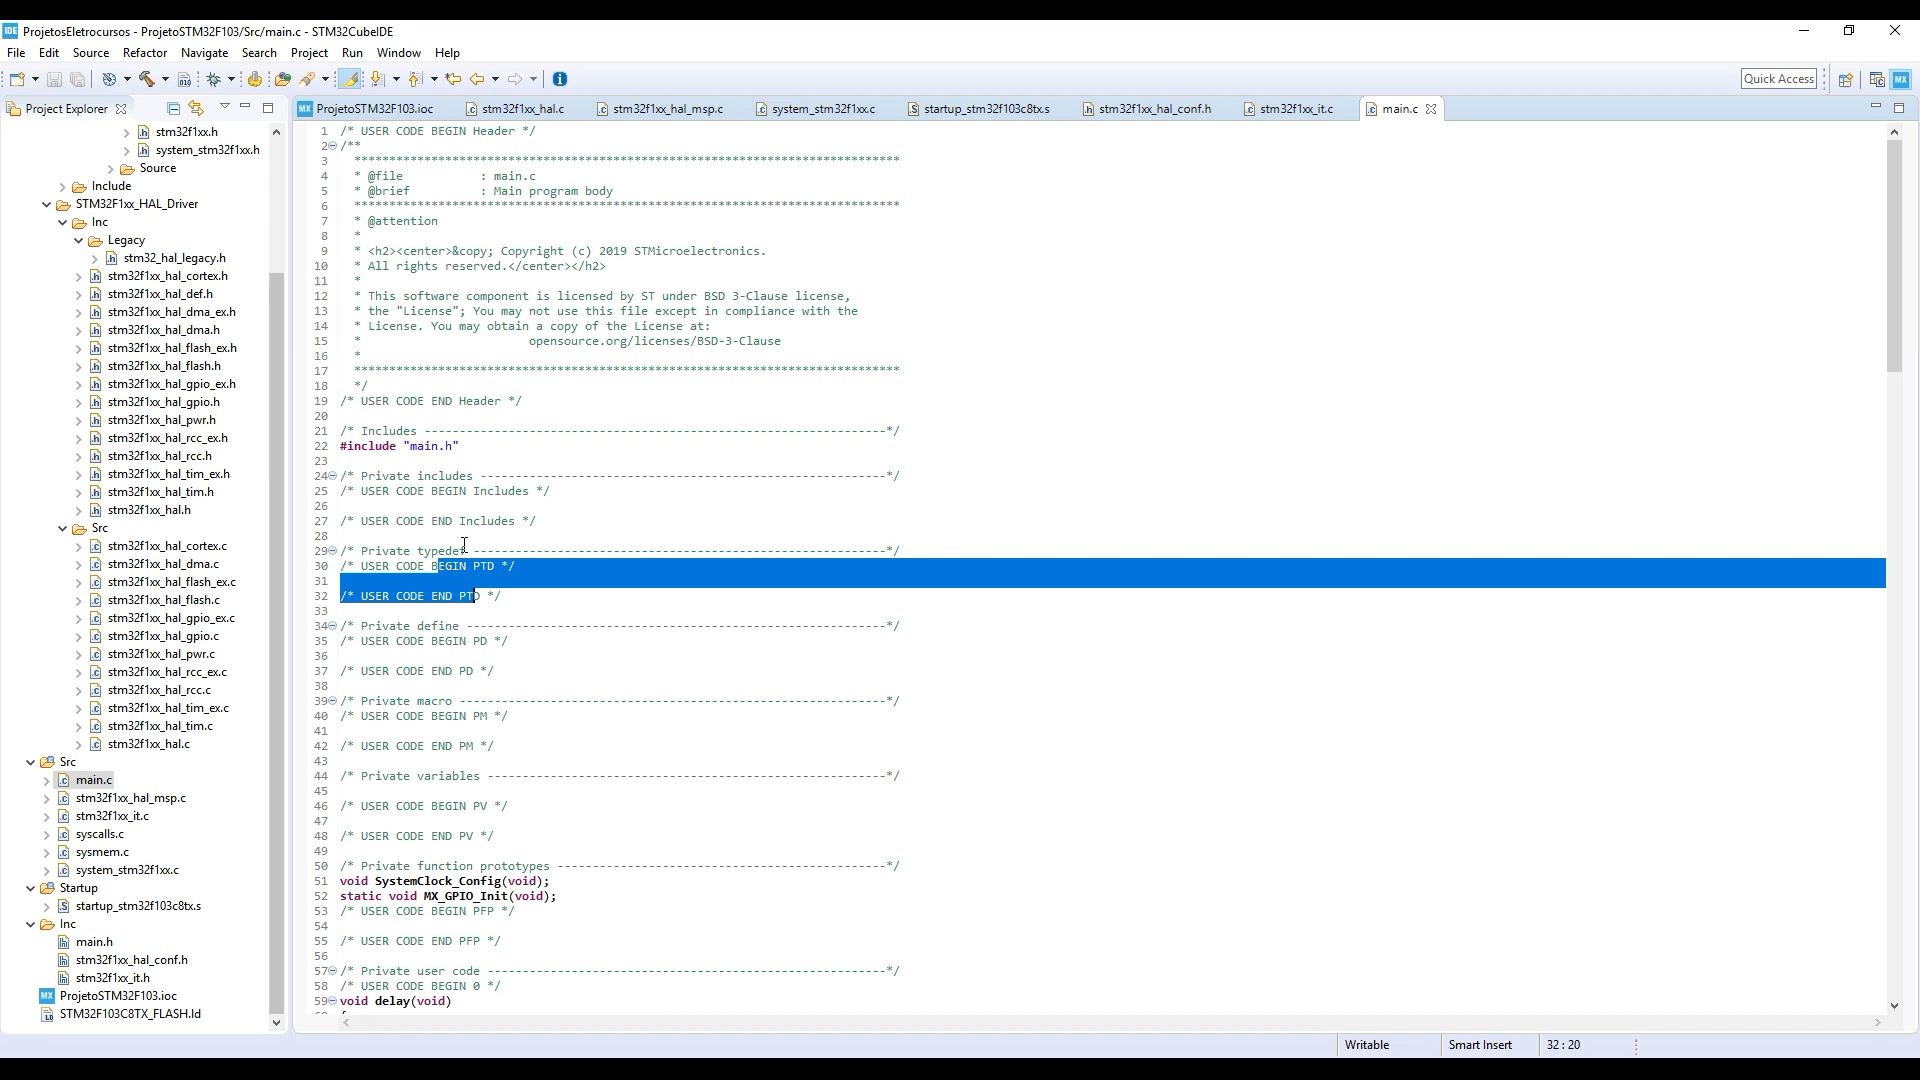 IDE ProjetosEletrocursos - ProjetoSTM32F103/Src/main.c - STM32CubeIDE
File Edit Source Refactor Navigate Search Project Run Window Help
Quick Access
MX
Project Explorer
MX ProjetoSTM32F103.ioc
stm32f1xx_hal.c
stm32f1xx_hal_msp.c
system_stm32f1xx.c
startup_stm32f103c8tx.s
stm32f1xx_hal_conf.h
stm32f1xx_it.c
main.c
stm32f1xx.h
system_stm32f1xx.h
Source
Include
STM32F1xx_HAL_Driver
Inc
Legacy
stm32_hal_legacy.h
stm32f1xx_hal_cortex.h
stm32f1xx_hal_def.h
stm32f1xx_hal_dma_ex.h
stm32f1xx_hal_dma.h
stm32f1xx_hal_flash_ex.h
stm32f1xx_hal_flash.h
stm32f1xx_hal_gpio_ex.h
stm32f1xx_hal_gpio.h
stm32f1xx_hal_pwr.h
stm32f1xx_hal_rcc_ex.h
stm32f1xx_hal_rcc.h
stm32f1xx_hal_tim_ex.h
stm32f1xx_hal_tim.h
stm32f1xx_hal.h
Src
stm32f1xx_hal_cortex.c
stm32f1xx_hal_dma.c
stm32f1xx_hal_flash_ex.c
stm32f1xx_hal_flash.c
stm32f1xx_hal_gpio_ex.c
stm32f1xx_hal_gpio.c
stm32f1xx_hal_pwr.c
stm32f1xx_hal_rcc_ex.c
stm32f1xx_hal_rcc.c
stm32f1xx_hal_tim_ex.c
stm32f1xx_hal_tim.c
stm32f1xx_hal.c
Src
main.c
stm32f1xx_hal_msp.c
stm32f1xx_it.c
syscalls.c
sysmem.c
system_stm32f1xx.c
Startup
startup_stm32f103c8tx.s
Inc
main.h
stm32f1xx_hal_conf.h
stm32f1xx_it.h
MX ProjetoSTM32F103.ioc
STM32F103C8TX_FLASH.ld
1 /* USER CODE BEGIN Header */
2 /**
3 ******************************************************************************
4 * @file : main.c
5 * @brief : Main program body
6 ******************************************************************************
7 * @attention
8 *
9 * <h2><center>&copy; Copyright (c) 2019 STMicroelectronics.
10 * All rights reserved.</center></h2>
11 *
12 * This software component is licensed by ST under BSD 3-Clause license,
13 * the "License"; You may not use this file except in compliance with the
14 * License. You may obtain a copy of the License at:
15 * opensource.org/licenses/BSD-3-Clause
16 *
17 ******************************************************************************
18 */
19 /* USER CODE END Header */
20
21 /* Includes ------------------------------------------------------------------*/
22 #include "main.h"
23
24 /* Private includes ----------------------------------------------------------*/
25 /* USER CODE BEGIN Includes */
26
27 /* USER CODE END Includes */
28
29 /* Private typedef -----------------------------------------------------------*/
30 /* USER CODE BEGIN PTD */
31
32 /* USER CODE END PTD */
33
34 /* Private define ------------------------------------------------------------*/
35 /* USER CODE BEGIN PD */
36
37 /* USER CODE END PD */
38
39 /* Private macro -------------------------------------------------------------*/
40 /* USER CODE BEGIN PM */
41
42 /* USER CODE END PM */
43
44 /* Private variables ---------------------------------------------------------*/
45
46 /* USER CODE BEGIN PV */
47
48 /* USER CODE END PV */
49
50 /* Private function prototypes -----------------------------------------------*/
51 void SystemClock_Config(void);
52 static void MX_GPIO_Init(void);
53 /* USER CODE BEGIN PFP */
54
55 /* USER CODE END PFP */
56
57 /* Private user code ---------------------------------------------------------*/
58 /* USER CODE BEGIN 0 */
59 void delay(void)
Writable Smart Insert 32 : 20